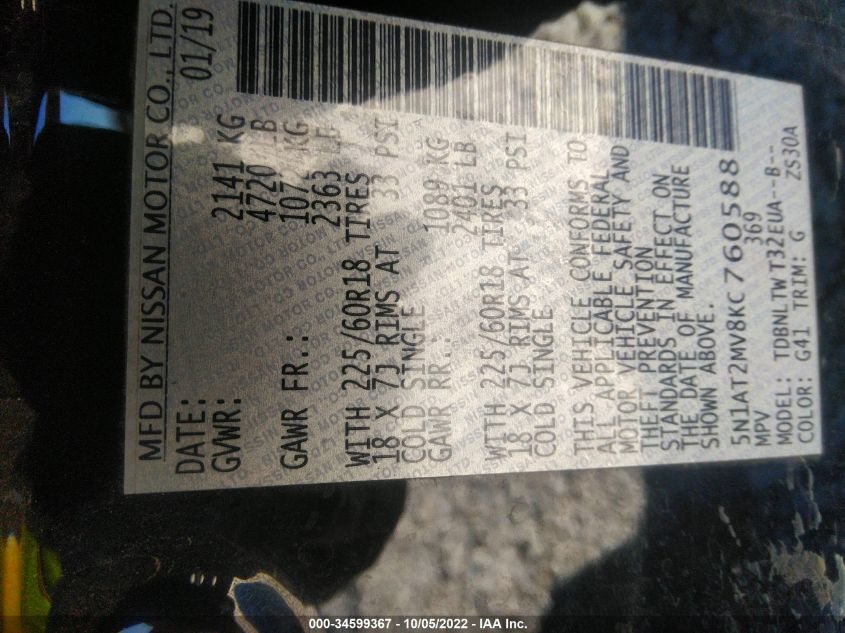 MFD BY NISSAN MOTOR CO., LTD.
DATE: 01/19
GVWR: 2141 KG
4720 LB
GAWR FR.: 1071 KG
2363 LB
WITH 225/60R18 TIRES
18 X 7J RIMS AT 33 PSI
COLD SINGLE
GAWR RR.: 1089 KG
2401 LB
WITH 225/60R18 TIRES
18 X 7J RIMS AT 33 PSI
COLD SINGLE
THIS VEHICLE CONFORMS TO
ALL APPLICABLE FEDERAL
MOTOR VEHICLE SAFETY AND
THEFT PREVENTION
STANDARDS IN EFFECT ON
THE DATE OF MANUFACTURE
SHOWN ABOVE.
5N1AT2MV8KC760588
MPV 369
MODEL: TDBNLTWT32EUA--B--
COLOR: G41 TRIM: G ZS30A
000-34599367 - 10/05/2022 - IAA Inc.